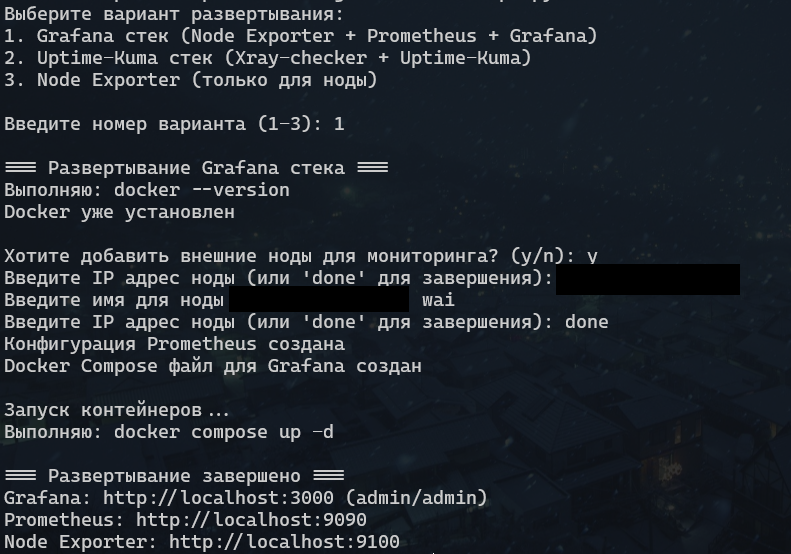 Выберите вариант развертывания:
1. Grafana стек (Node Exporter + Prometheus + Grafana)
2. Uptime-Kuma стек (Xray-checker + Uptime-Kuma)
3. Node Exporter (только для ноды)
Введите номер варианта (1-3): 1
=== Развертывание Grafana стека ===
Выполняю: docker --version
Docker уже установлен
Хотите добавить внешние ноды для мониторинга? (y/n): y
Введите IP адрес ноды (или 'done' для завершения):
Введите имя для ноды wai
Введите IP адрес ноды (или 'done' для завершения): done
Конфигурация Prometheus создана
Docker Compose файл для Grafana создан
Запуск контейнеров...
Выполняю: docker compose up -d
=== Развертывание завершено ===
Grafana: http://localhost:3000 (admin/admin)
Prometheus: http://localhost:9090
Node Exporter: http://localhost:9100